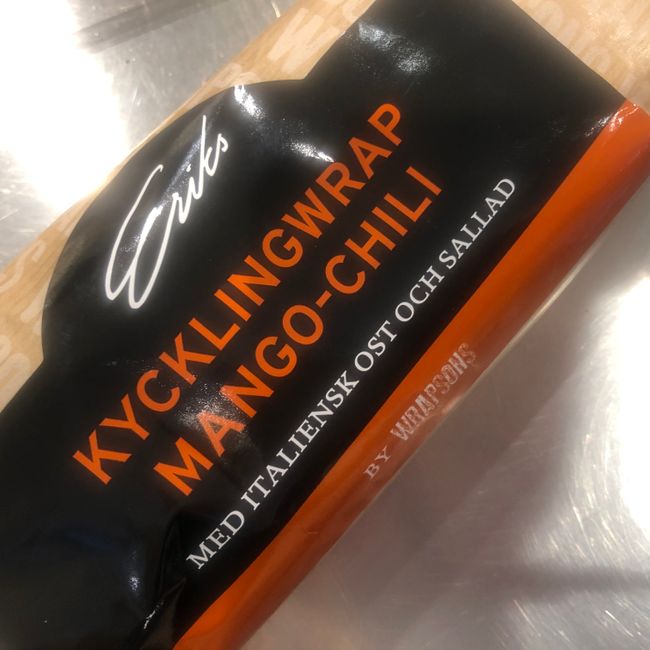 Eriks
KYCKLINGWRAP
MANGO-CHILI
MED ITALIENSK OST OCH SALLAD
BY WRAPSONS